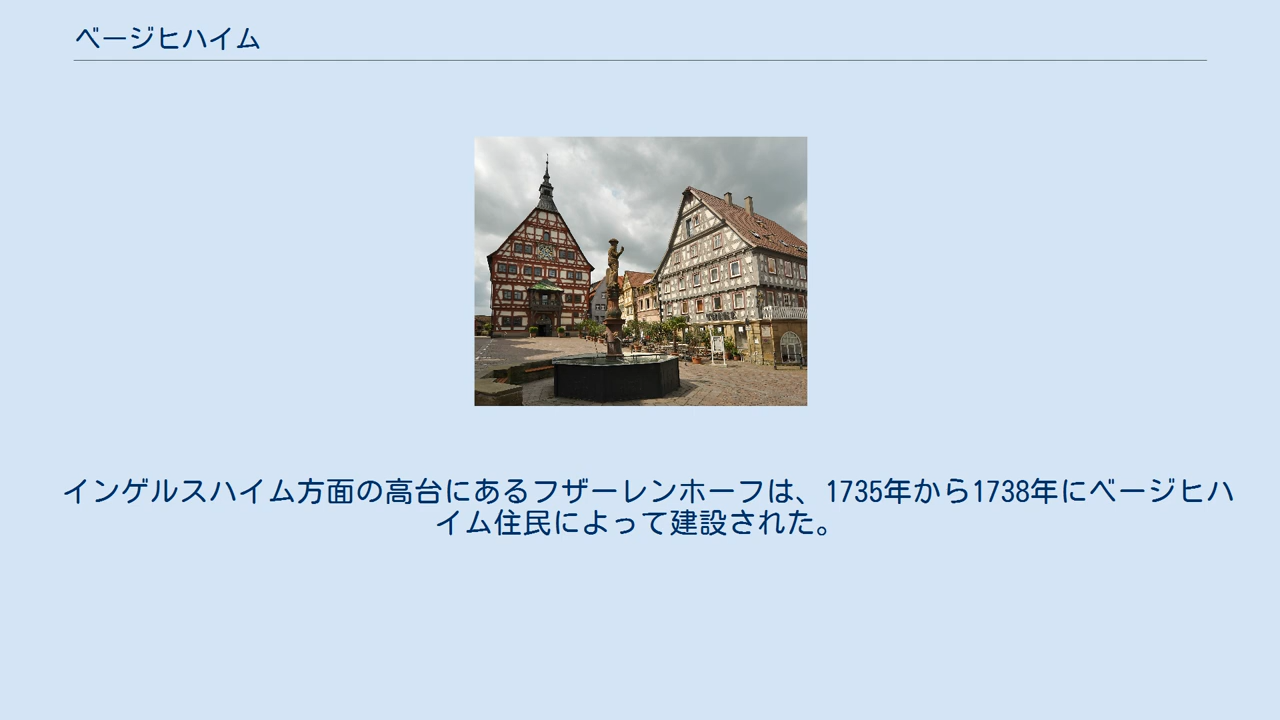 ベージヒハイム
インゲルスハイム方面の高台にあるフザーレンホーフは、1735年から1738年にベージヒハ
イム住民によって建設された。